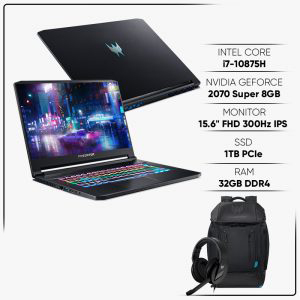 INTEL CORE
i7-10875H
NVIDIA GEFORCE
2070 Super 8GB
MONITOR
15.6" FHD 300Hz IPS
SSD
1TB PCIe
RAM
32GB DDR4
PREDATOR